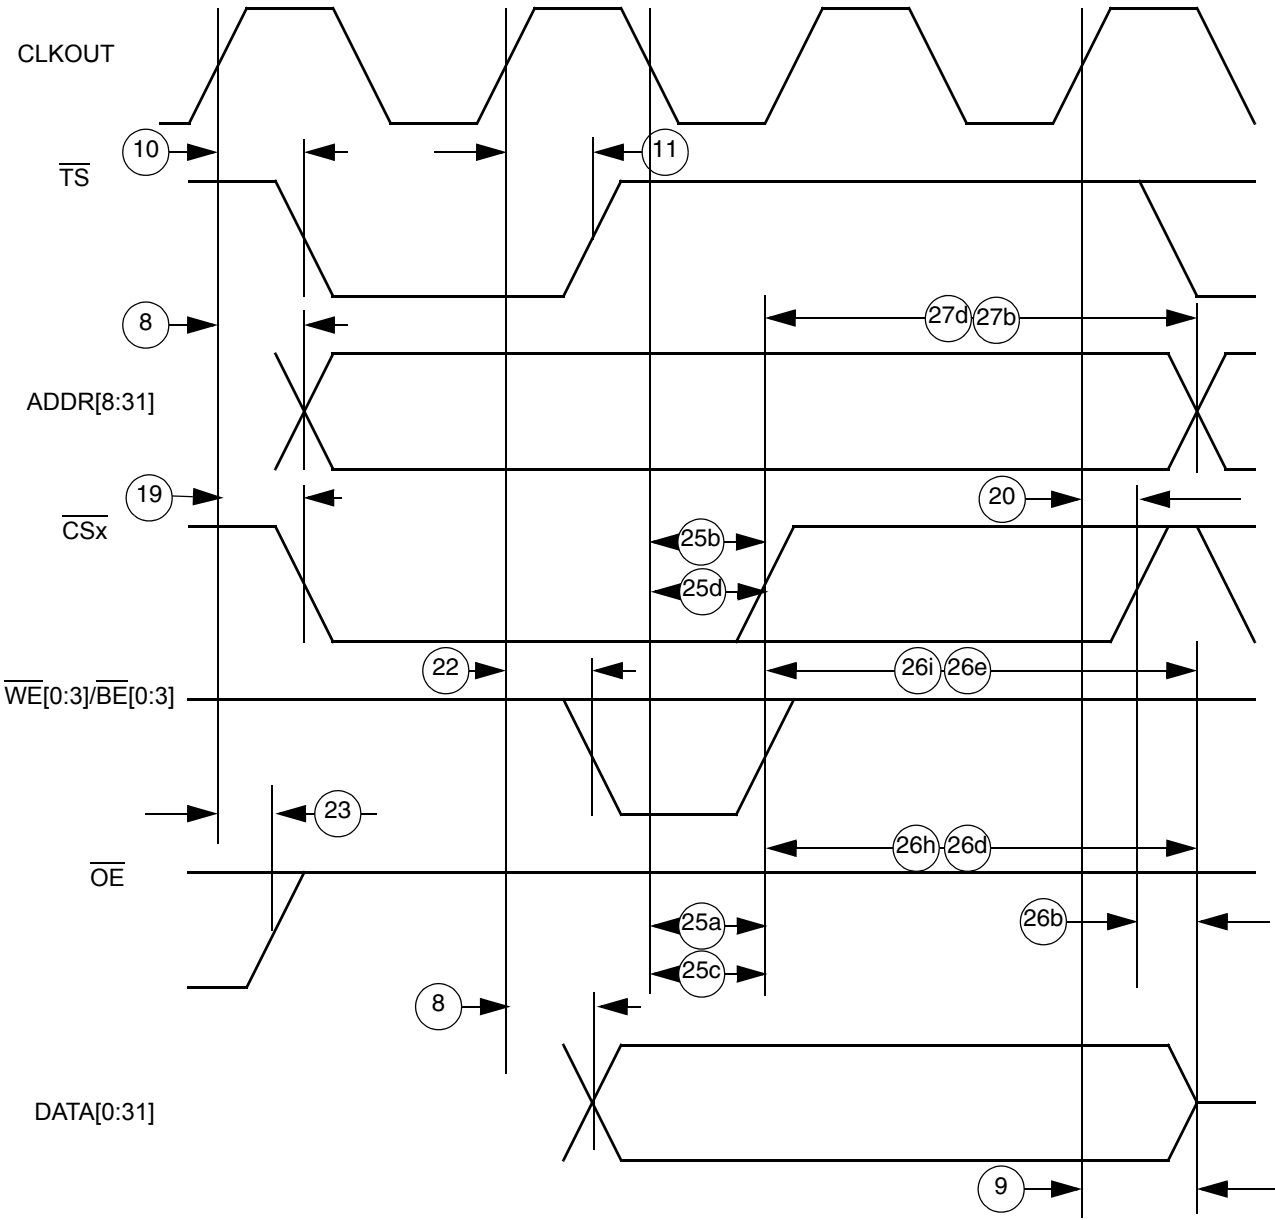 CLKOUT
10
11
TS
8
27d 27b
ADDR[8:31]
19
20
CSx
25b
25d
22
26i 26e
WE[0:3]/BE[0:3]
23
26h 26d
OE
25a
26b
25c
8
DATA[0:31]
9